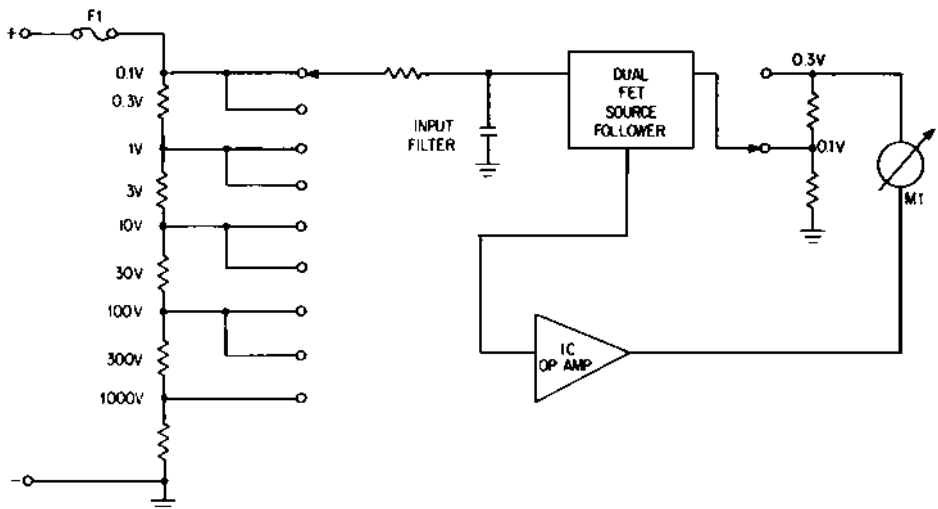 F1
+
0.1V
0.3V
1V
3V
10V
30V
100V
300V
1000V
-
INPUT
FILTER
DUAL
FET
SOURCE
FOLLOWER
0.3V
0.1V
M1
IC
OP AMP